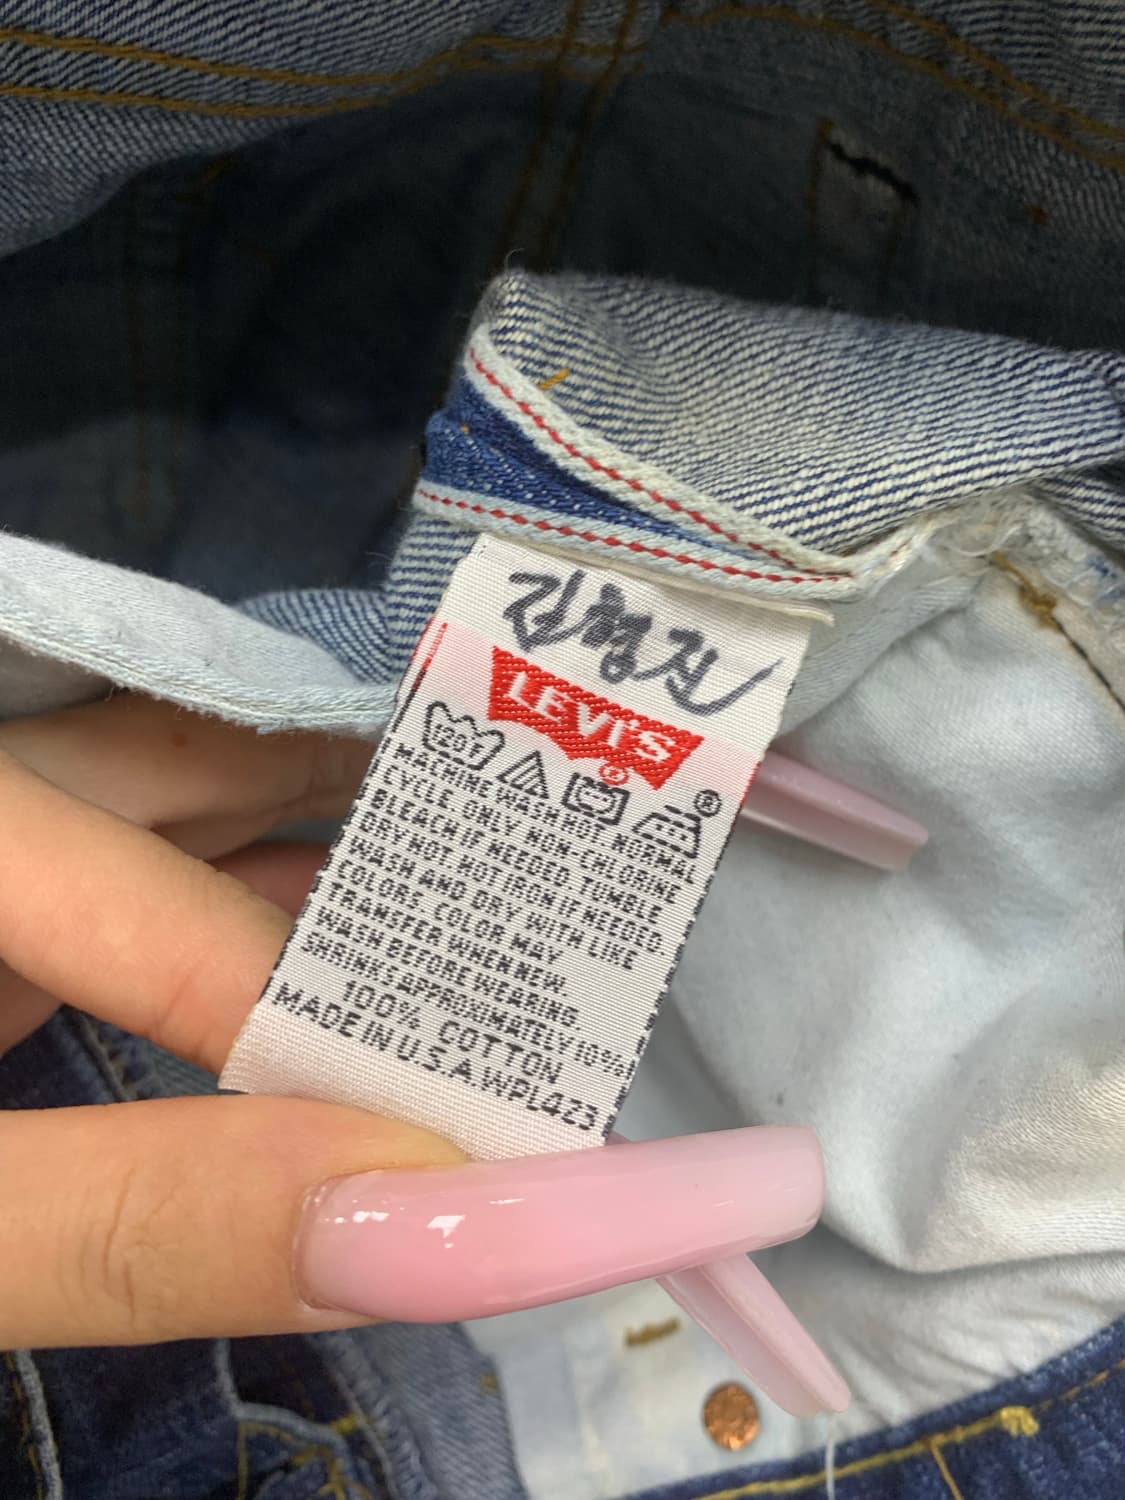 김형진
LEVI'S
®
120F
®
MACHINE WASH HOT. NORMAL
CYCLE. ONLY NON-CHLORINE
BLEACH IF NEEDED. TUMBLE
DRY HOT. HOT IRON IF NEEDED.
WASH AND DRY WITH LIKE
COLORS. COLOR MAY
TRANSFER WHEN NEW.
WASH BEFORE WEARING.
SHRINKS APPROXIMATELY 10%
100% COTTON
MADE IN U.S.A. WPL423